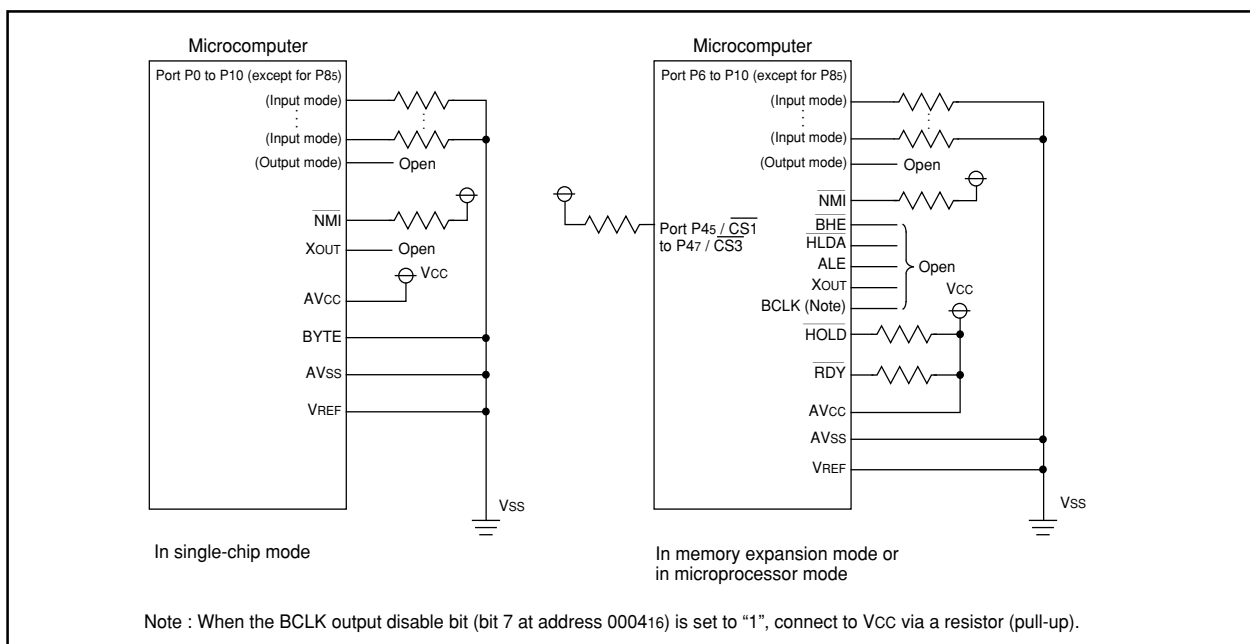 Microcomputer
Port P0 to P10 (except for P85)
(Input mode)
(Input mode)
(Output mode)
Open
NMI
XOUT
Open
VCC
AVCC
BYTE
AVSS
VREF
VSS
In single-chip mode
Microcomputer
Port P6 to P10 (except for P85)
(Input mode)
(Input mode)
(Output mode)
Open
NMI
Port P45 / CS1
to P47 / CS3
BHE
HLDA
ALE
XOUT
BCLK (Note)
Open
VCC
HOLD
RDY
AVCC
AVSS
VREF
VSS
In memory expansion mode or
in microprocessor mode
Note : When the BCLK output disable bit (bit 7 at address 000416) is set to “1”, connect to VCC via a resistor (pull-up).